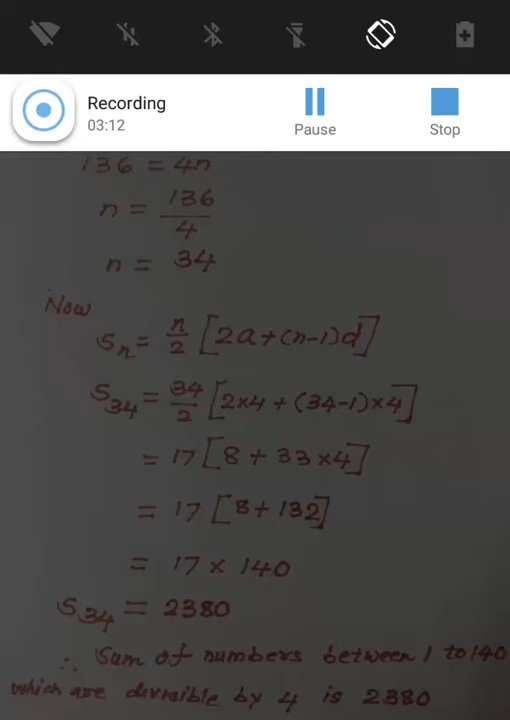 Recording
03:12
Pause
Stop
136 = 4n
n = 136/4
n = 34
Now
Sn = n/2 [2a+(n-1)d]
S34 = 34/2 [2×4 + (34-1)×4]
= 17 [8 + 33×4]
= 17 [8+ 132]
= 17 × 140
S34 = 2380
∴ Sum of numbers between 1 to 140
which are divisible by 4 is 2380